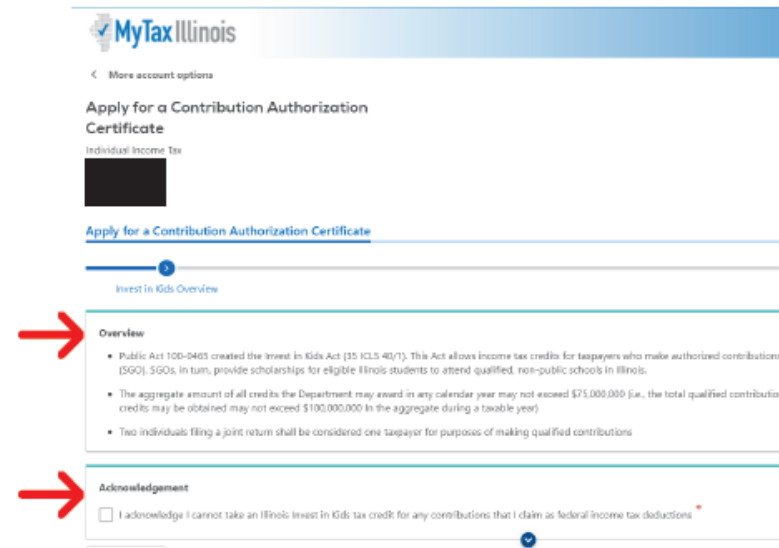 MyTax Illinois
< More account options
Apply for a Contribution Authorization
Certificate
Individual Income Tax
Apply for a Contribution Authorization Certificate
Invest in Kids Overview
Overview
• Public Act 100-0465 created the Invest in Kids Act (35 ICLS 40/1). This Act allows income tax credits for taxpayers who make authorized contributions
(SGO). SGOs, in turn, provide scholarships for eligible Illinois students to attend qualified, non-public schools in Illinois.
• The aggregate amount of all credits the Department may award in any calendar year may not exceed $75,000,000 (i.e., the total qualified contributio
credits may be obtained may not exceed $100,000,000 in the aggregate during a taxable year)
• Two individuals filing a joint return shall be considered one taxpayer for purposes of making qualified contributions
Acknowledgement
I acknowledge I cannot take an Illinois Invest in Kids tax credit for any contributions that I claim as federal income tax deductions *